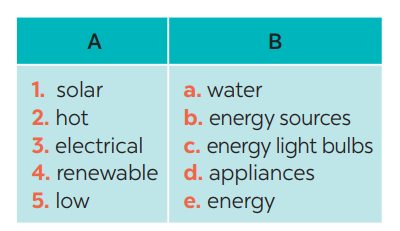 A B
1. solar a. water
2. hot b. energy sources
3. electrical c. energy light bulbs
4. renewable d. appliances
5. low e. energy